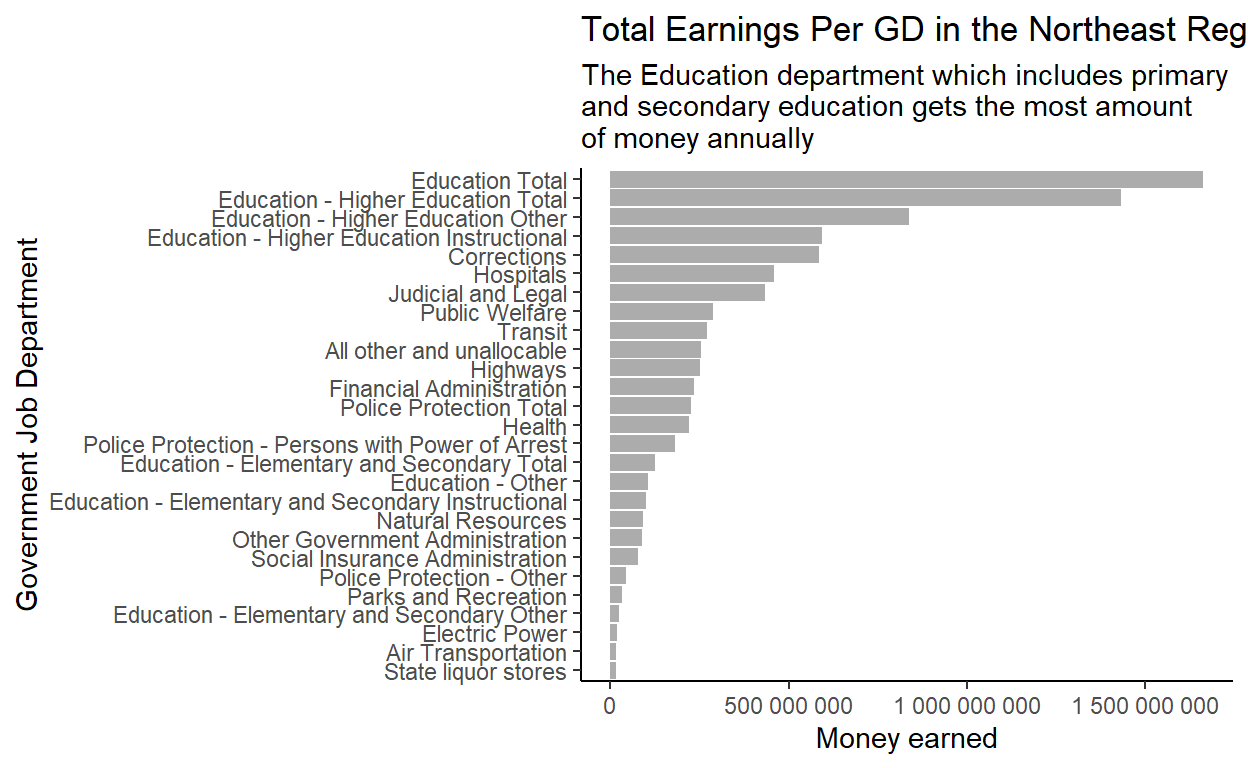 Total Earnings Per GD in the Northeast Reg
The Education department which includes primary
and secondary education gets the most amount
of money annually
Government Job Department
Education Total
Education - Higher Education Total
Education - Higher Education Other
Education - Higher Education Instructional
Corrections
Hospitals
Judicial and Legal
Public Welfare
Transit
All other and unallocable
Highways
Financial Administration
Police Protection Total
Health
Police Protection - Persons with Power of Arrest
Education - Elementary and Secondary Total
Education - Other
Education - Elementary and Secondary Instructional
Natural Resources
Other Government Administration
Social Insurance Administration
Police Protection - Other
Parks and Recreation
Education - Elementary and Secondary Other
Electric Power
Air Transportation
State liquor stores
0 500 000 000 1 000 000 000 1 500 000 000
Money earned